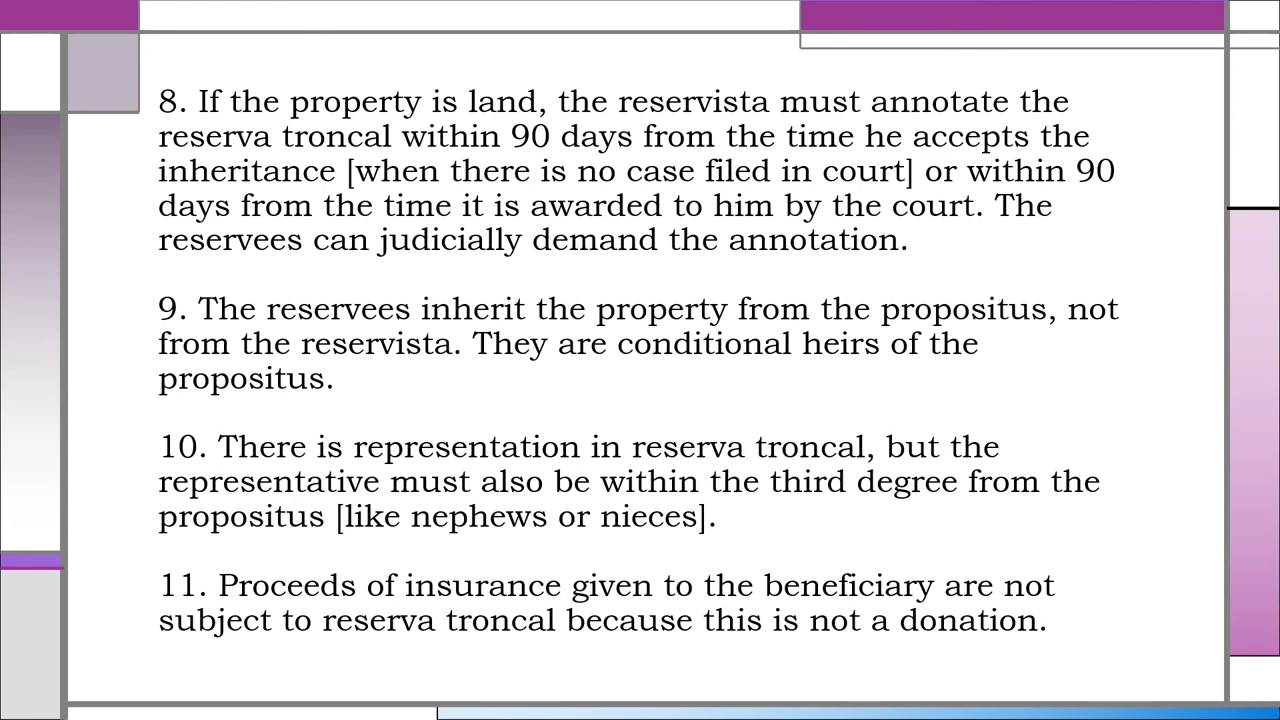 8. If the property is land, the reservista must annotate the
reserva troncal within 90 days from the time he accepts the
inheritance [when there is no case filed in court] or within 90
days from the time it is awarded to him by the court. The
reservees can judicially demand the annotation.
9. The reservees inherit the property from the propositus, not
from the reservista. They are conditional heirs of the
propositus.
10. There is representation in reserva troncal, but the
representative must also be within the third degree from the
propositus [like nephews or nieces].
11. Proceeds of insurance given to the beneficiary are not
subject to reserva troncal because this is not a donation.